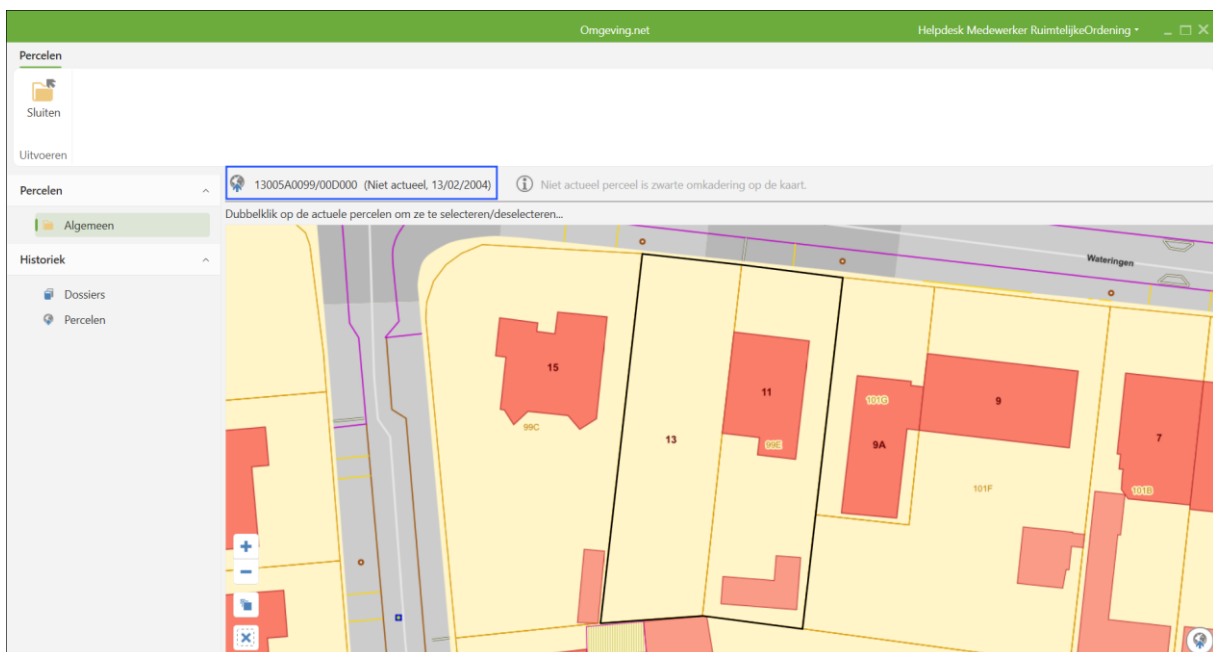 Omgeving.net
Helpdesk Medewerker RuimtelijkeOrdening
Percelen
Sluiten
Uitvoeren
Percelen
Algemeen
Historiek
Dossiers
Percelen
13005A0099/00D000 (Niet actueel, 13/02/2004)
Niet actueel perceel is zwarte omkadering op de kaart.
Dubbelklik op de actuele percelen om ze te selecteren/deselecteren...
Wateringen
15
99C
13
11
99E
101G
9A
9
101F
7
101B